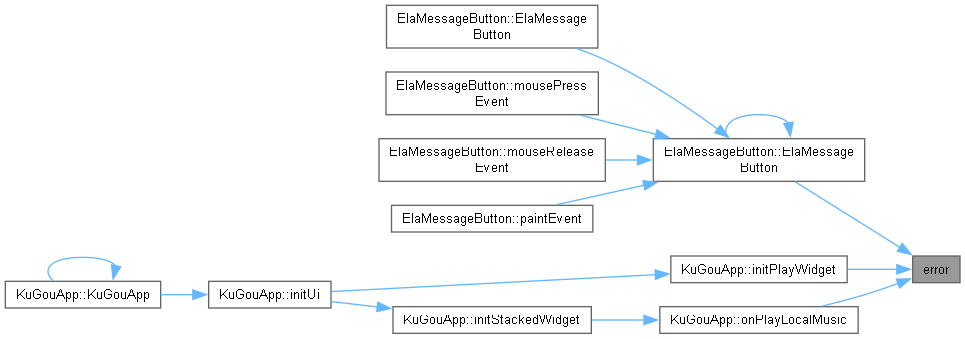 ElaMessageButton::ElaMessage
Button
ElaMessageButton::mousePress
Event
ElaMessageButton::mouseRelease
Event
ElaMessageButton::ElaMessage
Button
ElaMessageButton::paintEvent
error
KuGouApp::initPlayWidget
KuGouApp::KuGouApp
KuGouApp::initUi
KuGouApp::initStackedWidget
KuGouApp::onPlayLocalMusic